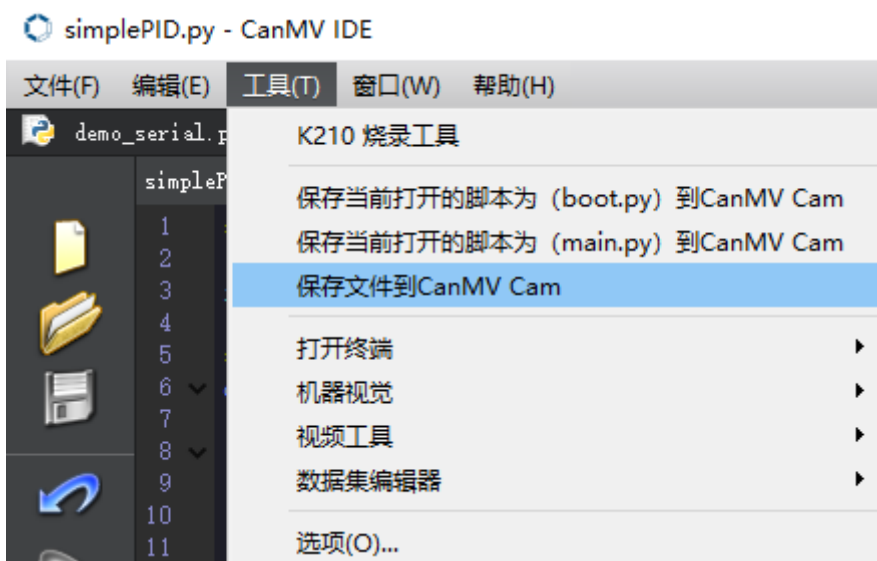 simplePID.py - CanMV IDE
文件(F) 编辑(E) 工具(T) 窗口(W) 帮助(H)
demo_serial.p
K210 烧录工具
simpleP
保存当前打开的脚本为（boot.py）到CanMV Cam
1
保存当前打开的脚本为（main.py）到CanMV Cam
2
保存文件到CanMV Cam
3
4
打开终端
5
机器视觉
6
7
视频工具
8
数据集编辑器
9
10
选项(O)...
11